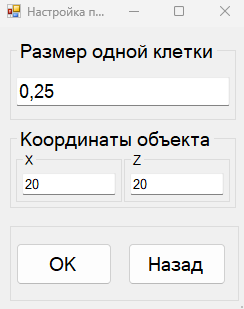 Настройка п...
Размер одной клетки
0,25
Координаты объекта
X Z
20 20
OK Назад